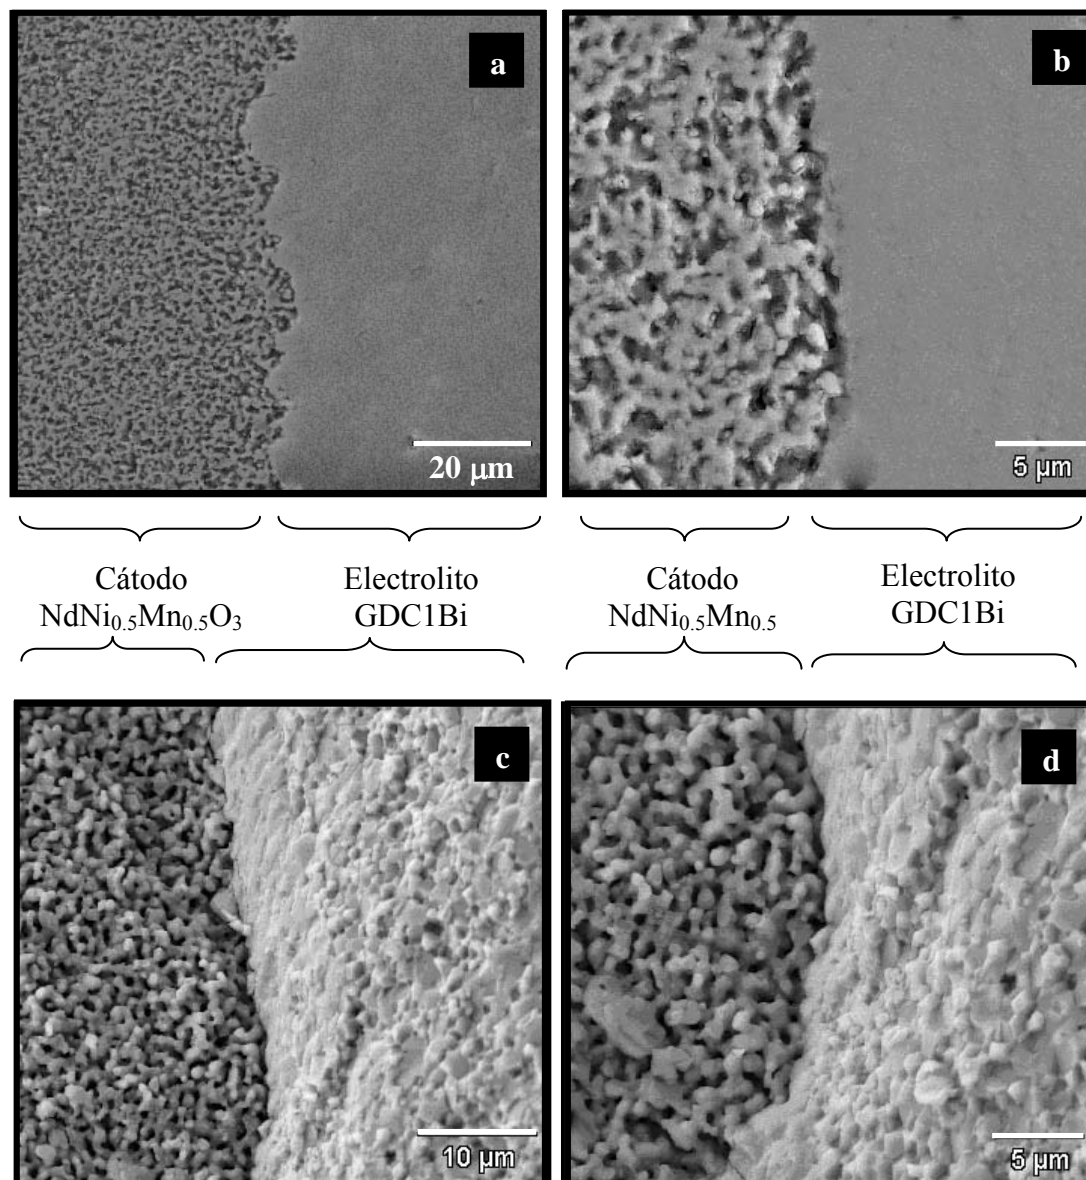 a
b
20 µm
5 µm
Cátodo
NdNi₀.₅Mn₀.₅O₃
Electrolito
GDC1Bi
Cátodo
NdNi₀.₅Mn₀.₅
Electrolito
GDC1Bi
c
d
10 µm
5 µm